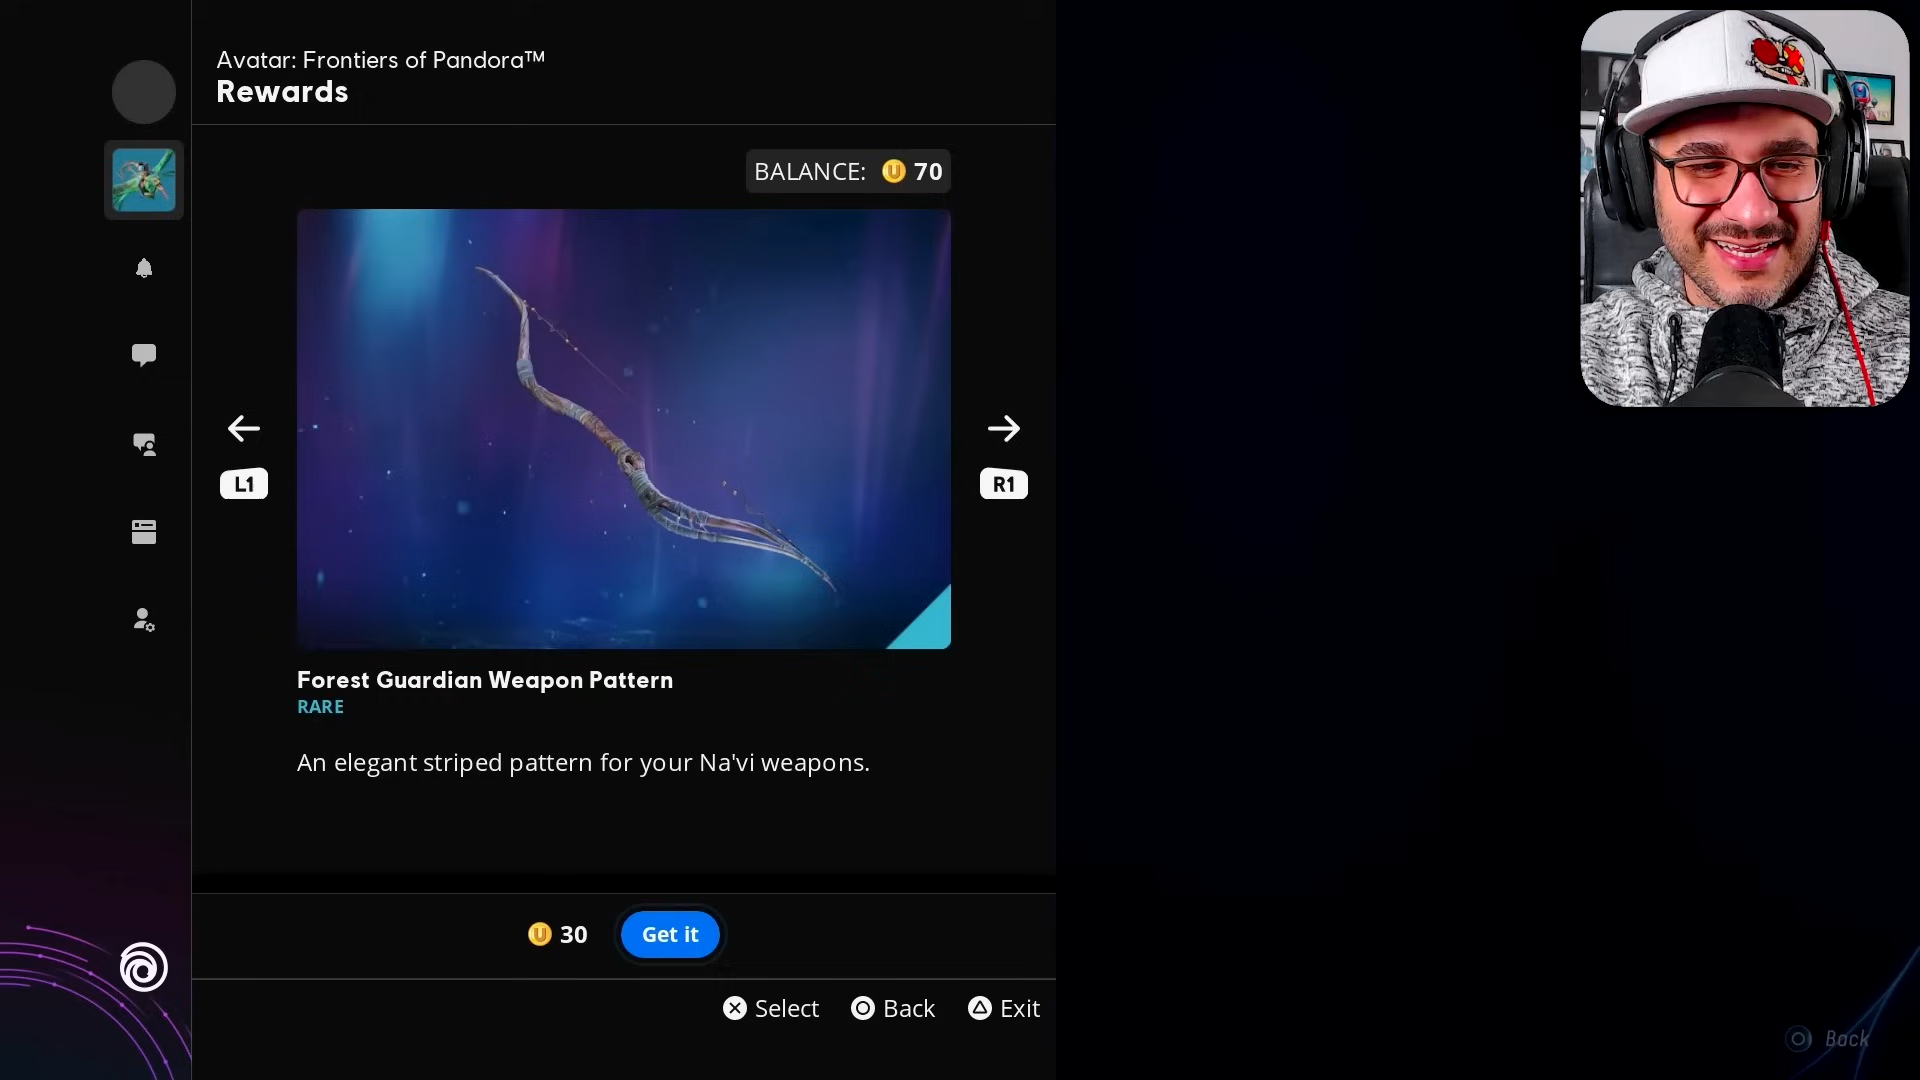 Avatar: Frontiers of Pandora™
Rewards
BALANCE: 70
L1
R1
Forest Guardian Weapon Pattern
RARE
An elegant striped pattern for your Na'vi weapons.
30 Get it
Select Back Exit
Back